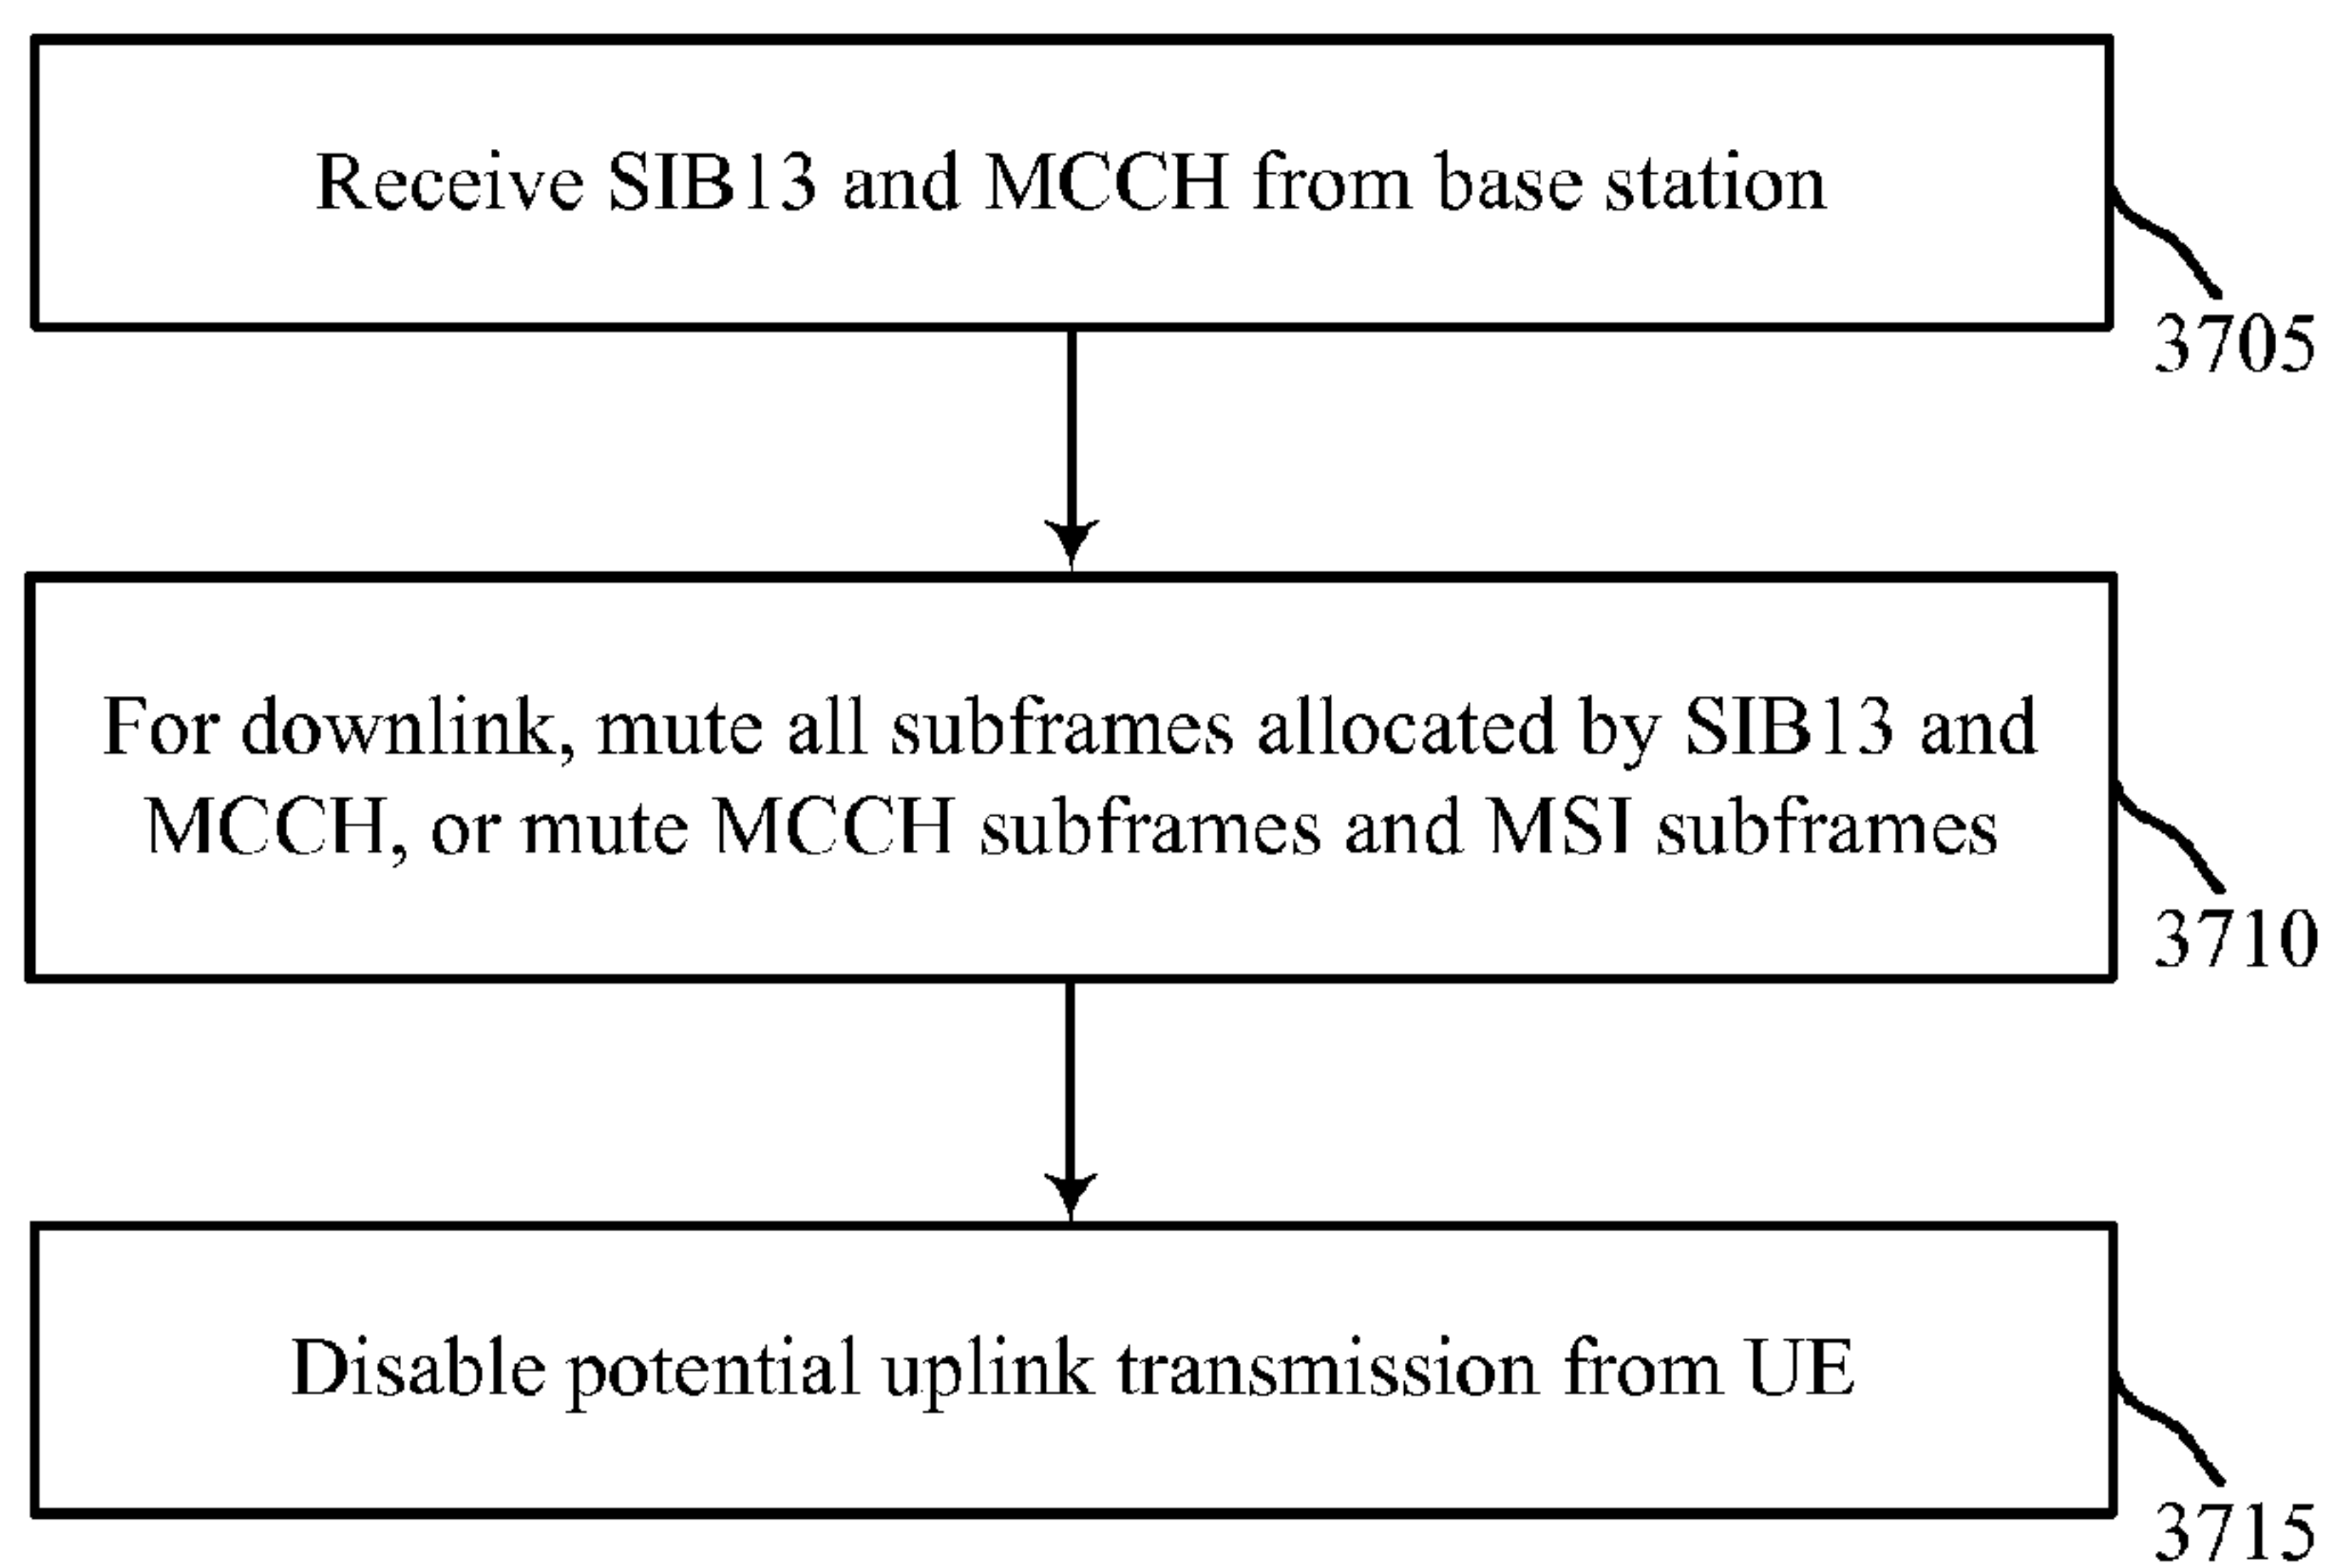 Receive SIB13 and MCCH from base station
3705
For downlink, mute all subframes allocated by SIB13 and
MCCH, or mute MCCH subframes and MSI subframes
3710
Disable potential uplink transmission from UE
3715